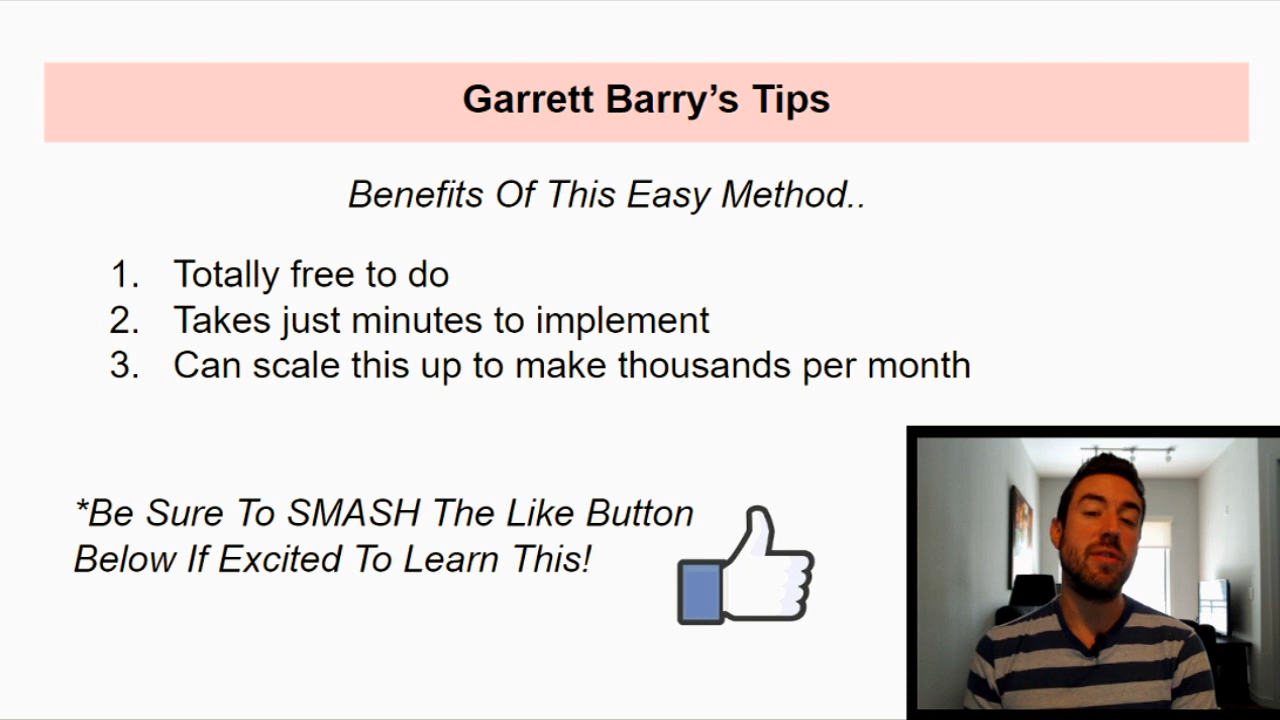 Garrett Barry’s Tips
Benefits Of This Easy Method..
1. Totally free to do
2. Takes just minutes to implement
3. Can scale this up to make thousands per month
*Be Sure To SMASH The Like Button
Below If Excited To Learn This!